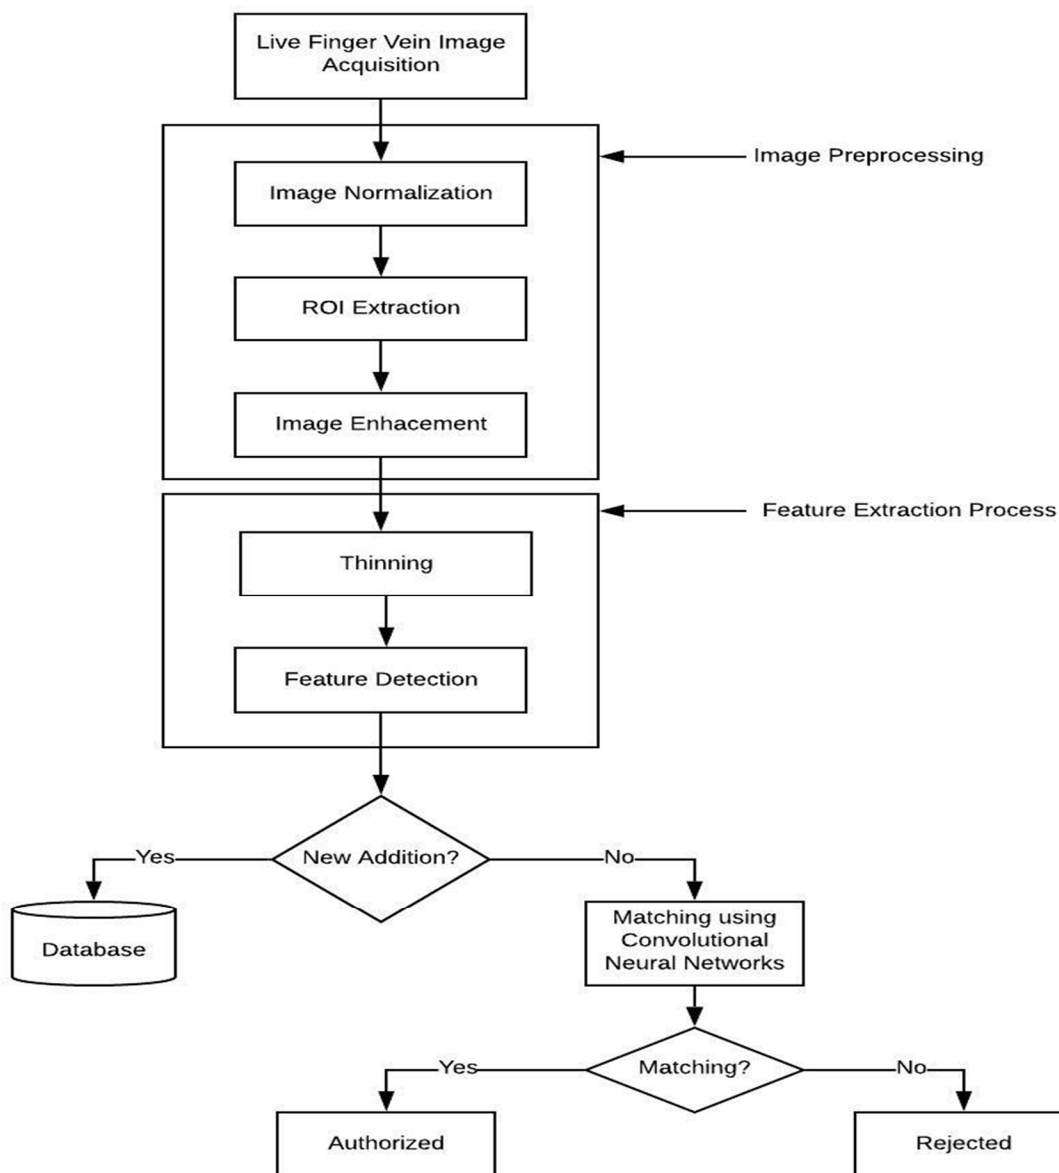 Live Finger Vein Image
Acquisition
Image Preprocessing
Image Normalization
ROI Extraction
Image Enhacement
Feature Extraction Process
Thinning
Feature Detection
Yes
New Addition?
No
Database
Matching using
Convolutional
Neural Networks
Yes
Matching?
No
Authorized
Rejected